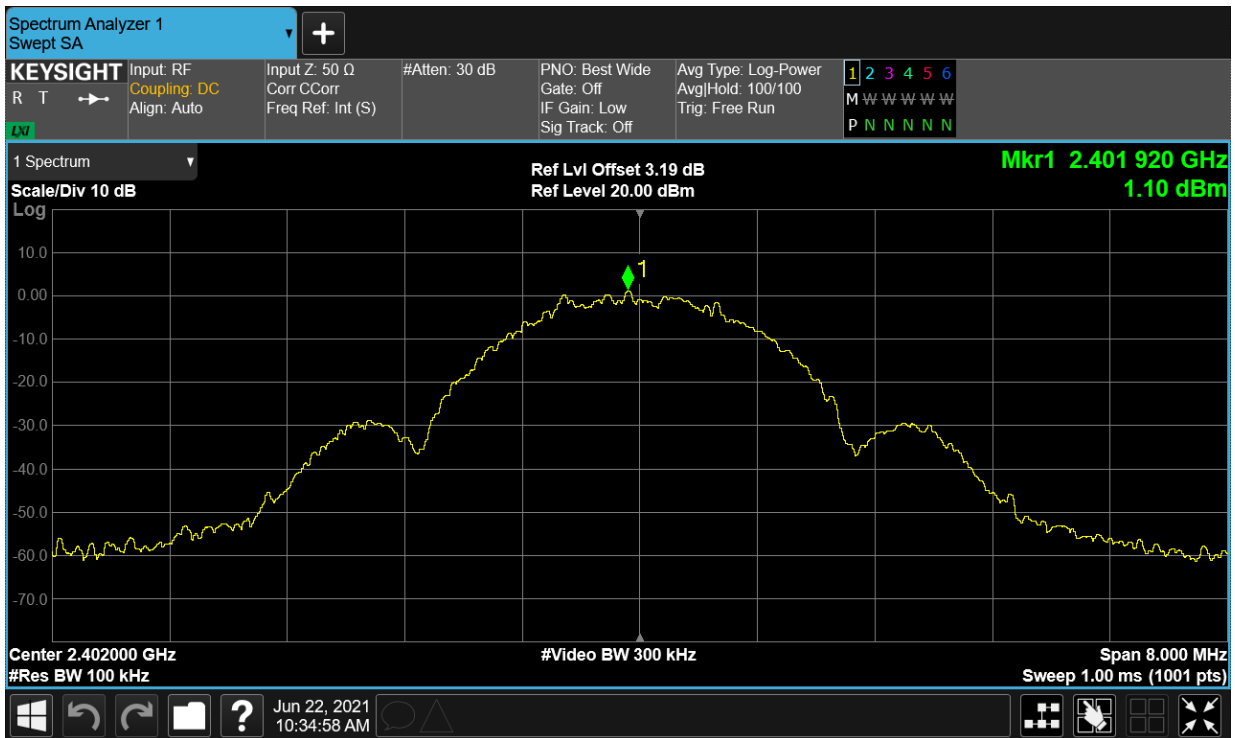 Spectrum Analyzer 1
Swept SA
+
KEYSIGHT
R T
LXI
Input: RF
Coupling: DC
Align: Auto
Input Z: 50 Ω
Corr CCorr
Freq Ref: Int (S)
#Atten: 30 dB
PNO: Best Wide
Gate: Off
IF Gain: Low
Sig Track: Off
Avg Type: Log-Power
Avg|Hold: 100/100
Trig: Free Run
1 2 3 4 5 6
M W W W W W
P N N N N N
1 Spectrum
Scale/Div 10 dB
Log
Ref Lvl Offset 3.19 dB
Ref Level 20.00 dBm
Mkr1 2.401 920 GHz
1.10 dBm
10.0
0.00
-10.0
-20.0
-30.0
-40.0
-50.0
-60.0
-70.0
1
Center 2.402000 GHz
#Res BW 100 kHz
#Video BW 300 kHz
Span 8.000 MHz
Sweep 1.00 ms (1001 pts)
?
Jun 22, 2021
10:34:58 AM